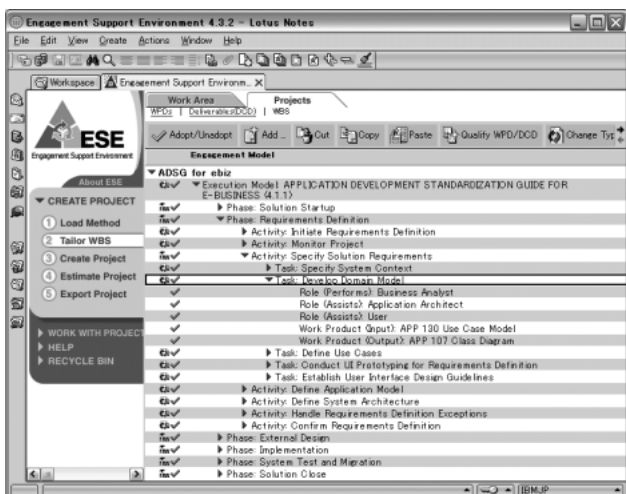 Engagement Support Environment 4.3.2 - Lotus Notes
File Edit View Create Actions Window Help
Workspace Engagement Support Environm.. X
Work Area Projects
WPDs | Deliverables(DCD) | WBS
Adopt/Unadopt Add .. Cut Copy Paste Qualify WPD/DCD Change Typ
ESE
Engagement Support Environment
About ESE
CREATE PROJECT
1 Load Method
2 Tailor WBS
3 Create Project
4 Estimate Project
5 Export Project
WORK WITH PROJECT
HELP
RECYCLE BIN
Engagement Model
ADSG for ebiz
Execution Model: APPLICATION DEVELOPMENT STANDARDIZATION GUIDE FOR
E-BUSINESS (4.1.1)
Phase: Solution Startup
Phase: Requirements Definition
Activity: Initiate Requirements Definition
Activity: Monitor Project
Activity: Specify Solution Requirements
Task: Specify System Context
Task: Develop Domain Model
Role (Performs): Business Analyst
Role (Assists): Application Architect
Role (Assists): User
Work Product (Input): APP 130 Use Case Model
Work Product (Output): APP 107 Class Diagram
Task: Define Use Cases
Task: Conduct UI Prototyping for Requirements Definition
Task: Establish User Interface Design Guidelines
Activity: Define Application Model
Activity: Define System Architecture
Activity: Handle Requirements Definition Exceptions
Activity: Confirm Requirements Definition
Phase: External Design
Phase: Implementation
Phase: System Test and Migration
Phase: Solution Close
IBMJP